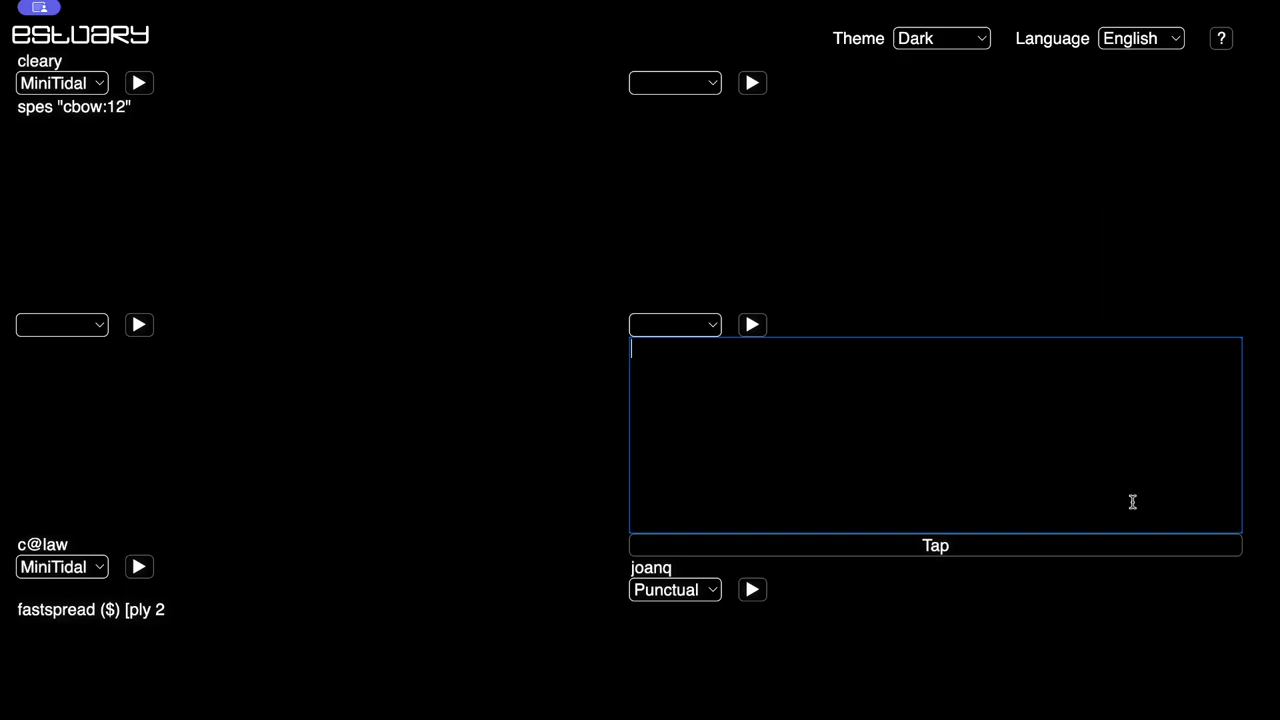 estuary
Theme Dark Language English ?
cleary
MiniTidal
spes "cbow:12"
c@law
MiniTidal
fastspread ($) [ply 2
Tap
joanq
Punctual